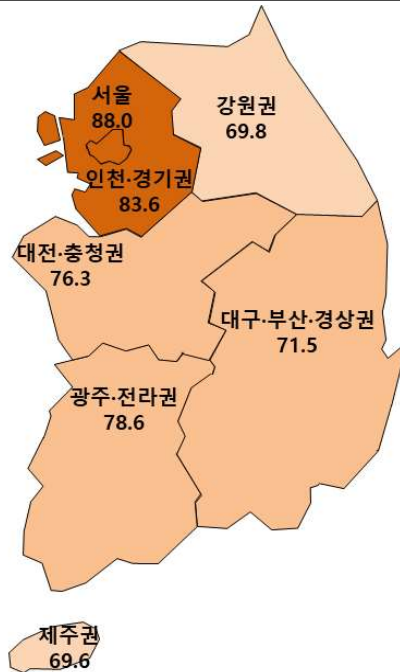 서울
88.0
강원권
69.8
인천·경기권
83.6
대전·충청권
76.3
대구·부산·경상권
71.5
광주·전라권
78.6
제주권
69.6